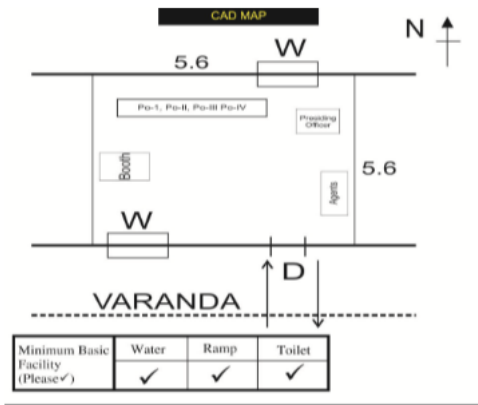 CAD MAP
N
W
5.6
Po-1, Po-II, Po-III Po-IV
Presiding
Officer
Booth
5.6
Agents
W
D
VARANDA
Minimum Basic Facility (Please✓) Water Ramp Toilet
✓ ✓ ✓